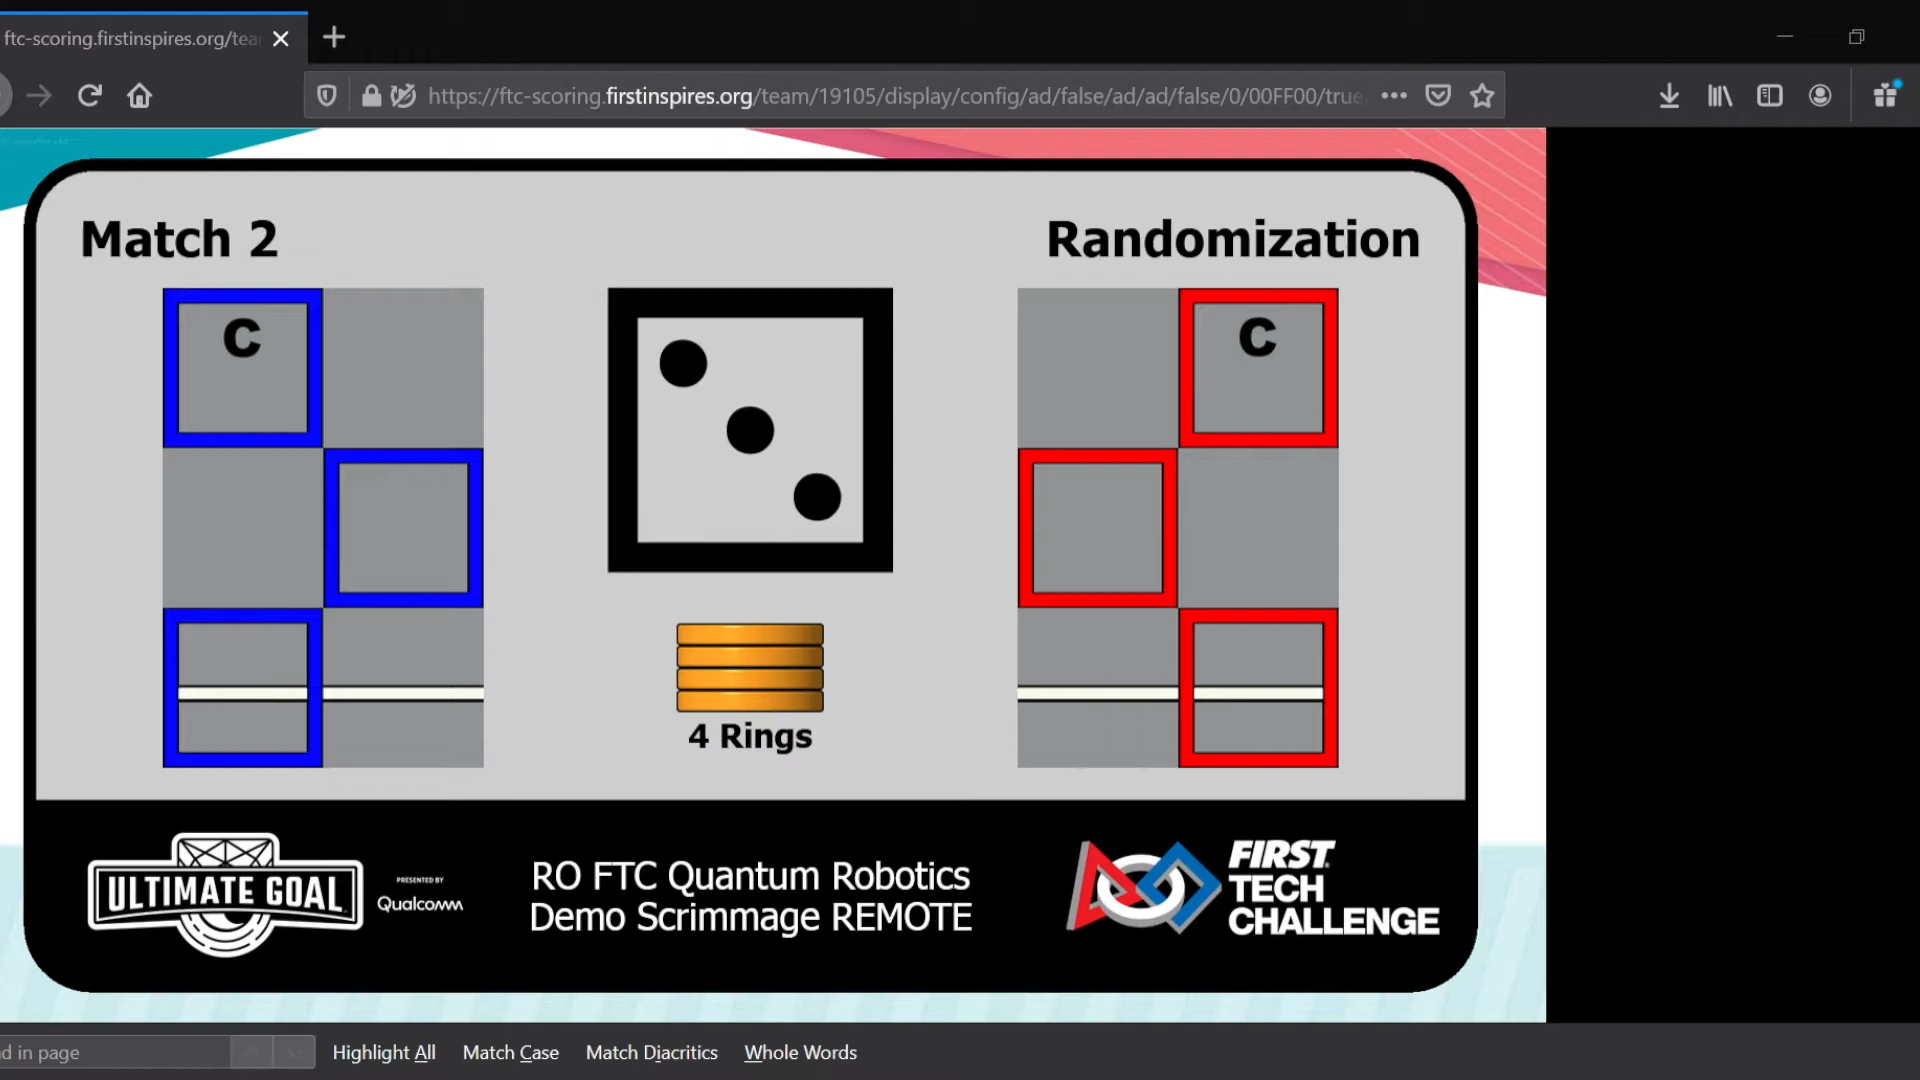 ftc-scoring.firstinspires.org/tea
https://ftc-scoring.firstinspires.org/team/19105/display/config/ad/false/ad/ad/false/0/00FF00/true
Match 2
Randomization
C
C
4 Rings
ULTIMATE GOAL
PRESENTED BY
Qualcomm
RO FTC Quantum Robotics
Demo Scrimmage REMOTE
FIRST
TECH
CHALLENGE
d in page
Highlight All
Match Case
Match Diacritics
Whole Words